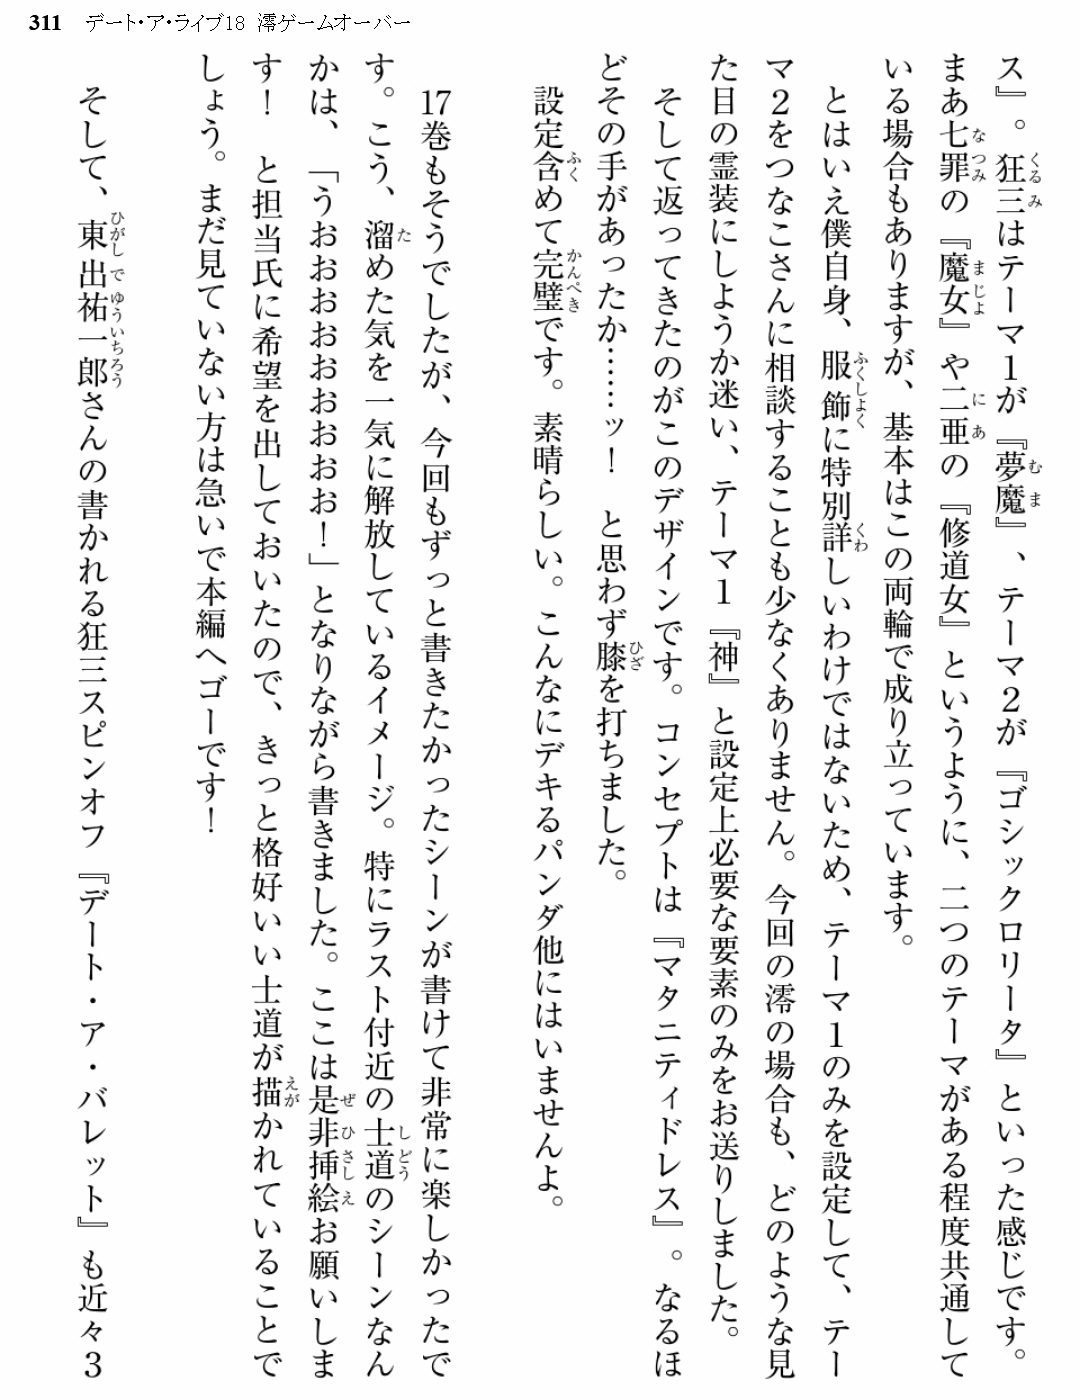 311 デート・ア・ライブ18 澪ゲームオーバー
ス』。狂三はテーマ1が『夢魔』、テーマ2が『ゴシックロリータ』といった感じです。
まあ七罪の『魔女』や二亜の『修道女』というように、二つのテーマがある程度共通して
いる場合もありますが、基本はこの両輪で成り立っています。
とはいえ僕自身、服飾に特別詳しいわけではないため、テーマ1のみを設定して、テー
マ2をつなこさんに相談することも少なくありません。今回の澪の場合も、どのような見
た目の霊装にしようか迷い、テーマ1『神』と設定上必要な要素のみをお送りしました。
そして返ってきたのがこのデザインです。コンセプトは『マタニティドレス』。なるほ
どその手があったか……ッ! と思わず膝を打ちました。
設定含めて完璧です。素晴らしい。こんなにデキるパンダ他にはいませんよ。
17巻もそうでしたが、今回もずっと書きたかったシーンが書けて非常に楽しかったで
す。こう、溜めた気を一気に解放しているイメージ。特にラスト付近の士道のシーンなん
かは、「うおおおおおおおおお!」となりながら書きました。ここは是非挿絵お願いしま
す! と担当氏に希望を出しておいたので、きっと格好いい士道が描かれていることで
しょう。まだ見ていない方は急いで本編へゴーです!
そして、東出祐一郎さんの書かれる狂三スピンオフ『デート・ア・バレット』も近々3